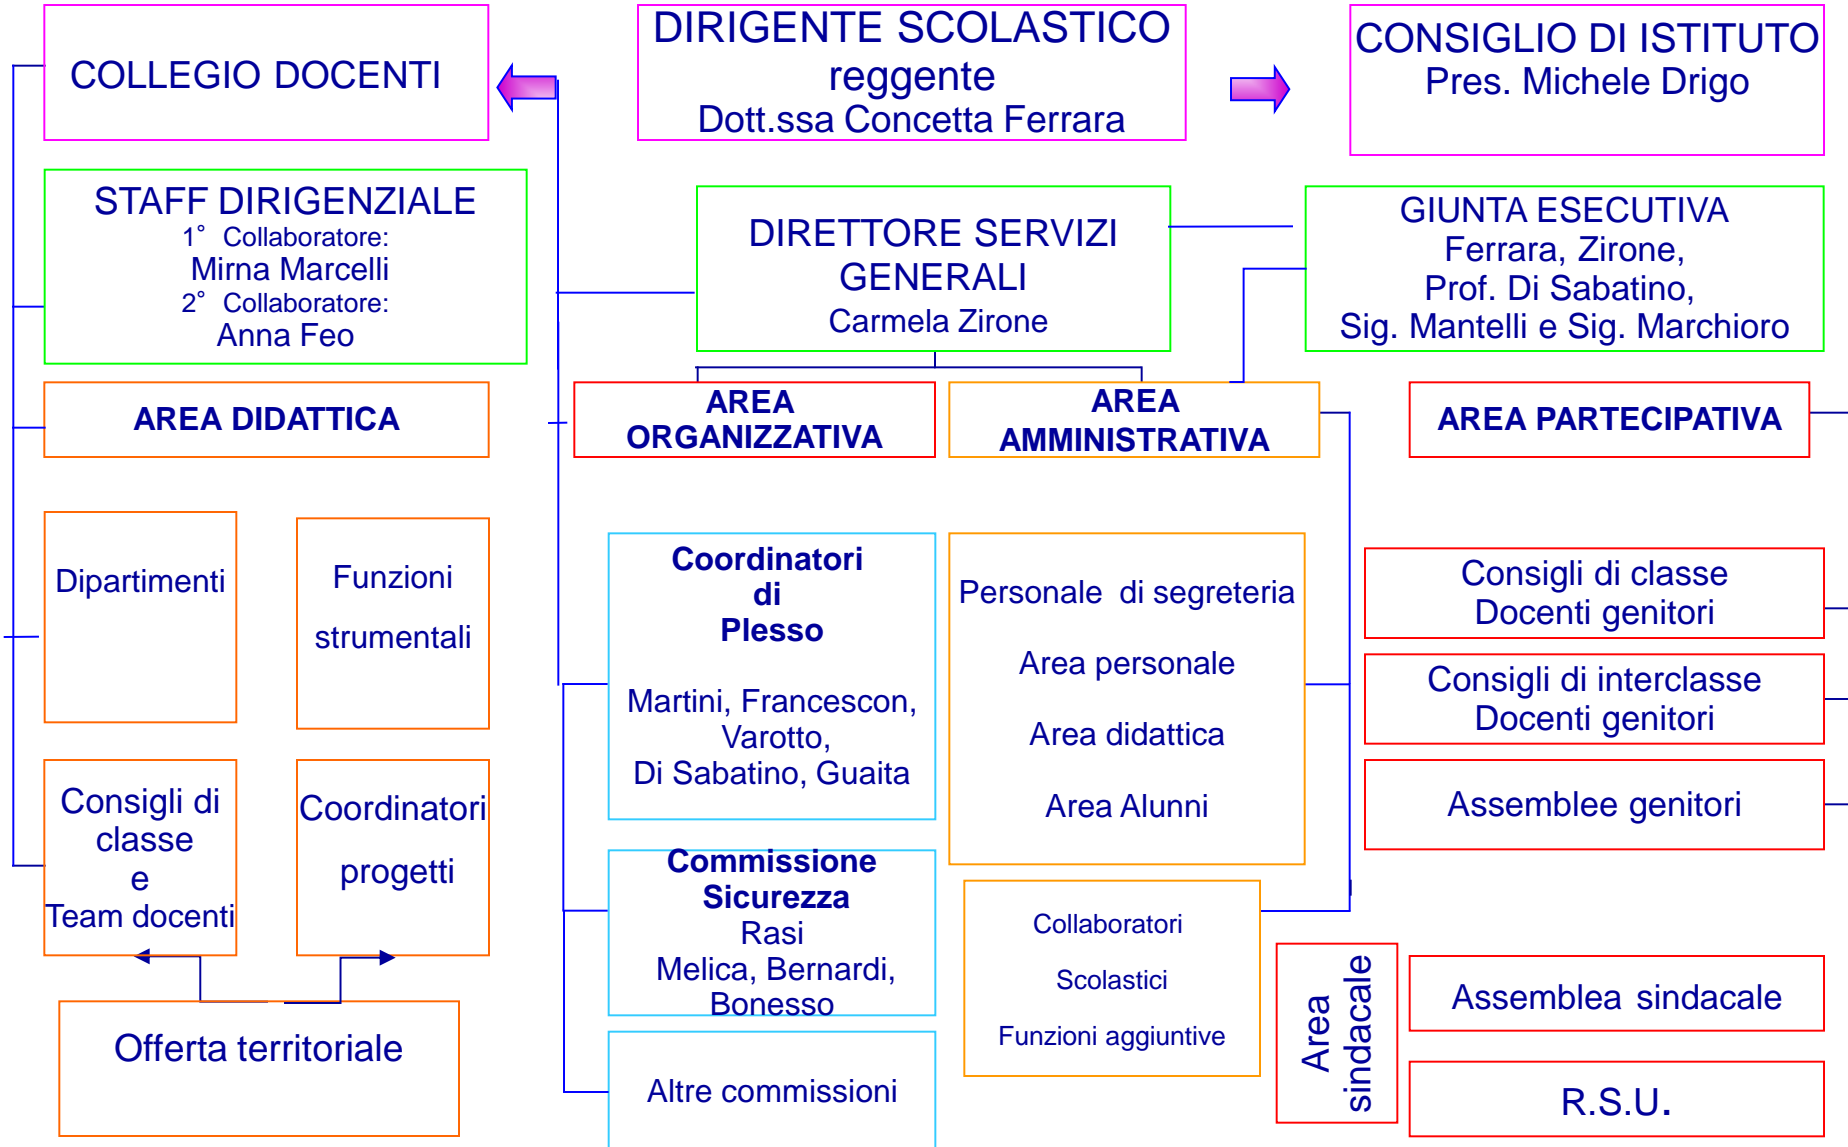 COLLEGIO DOCENTI
DIRIGENTE SCOLASTICO
reggente
Dott.ssa Concetta Ferrara
CONSIGLIO DI ISTITUTO
Pres. Michele Drigo
STAFF DIRIGENZIALE
1° Collaboratore:
Mirna Marcelli
2° Collaboratore:
Anna Feo
DIRETTORE SERVIZI
GENERALI
Carmela Zirone
GIUNTA ESECUTIVA
Ferrara, Zirone,
Prof. Di Sabatino,
Sig. Mantelli e Sig. Marchioro
AREA DIDATTICA
AREA
ORGANIZZATIVA
AREA
AMMINISTRATIVA
AREA PARTECIPATIVA
Dipartimenti
Funzioni
strumentali
Coordinatori
di
Plesso
Martini, Francescon,
Varotto,
Di Sabatino, Guaita
Personale di segreteria
Area personale
Area didattica
Area Alunni
Consigli di classe
Docenti genitori
Consigli di interclasse
Docenti genitori
Assemblee genitori
Consigli di
classe
e
Team docenti
Coordinatori
progetti
Commissione
Sicurezza
Rasi
Melica, Bernardi,
Bonesso
Collaboratori
Scolastici
Funzioni aggiuntive
Area
sindacale
Assemblea sindacale
R.S.U.
Offerta territoriale
Altre commissioni